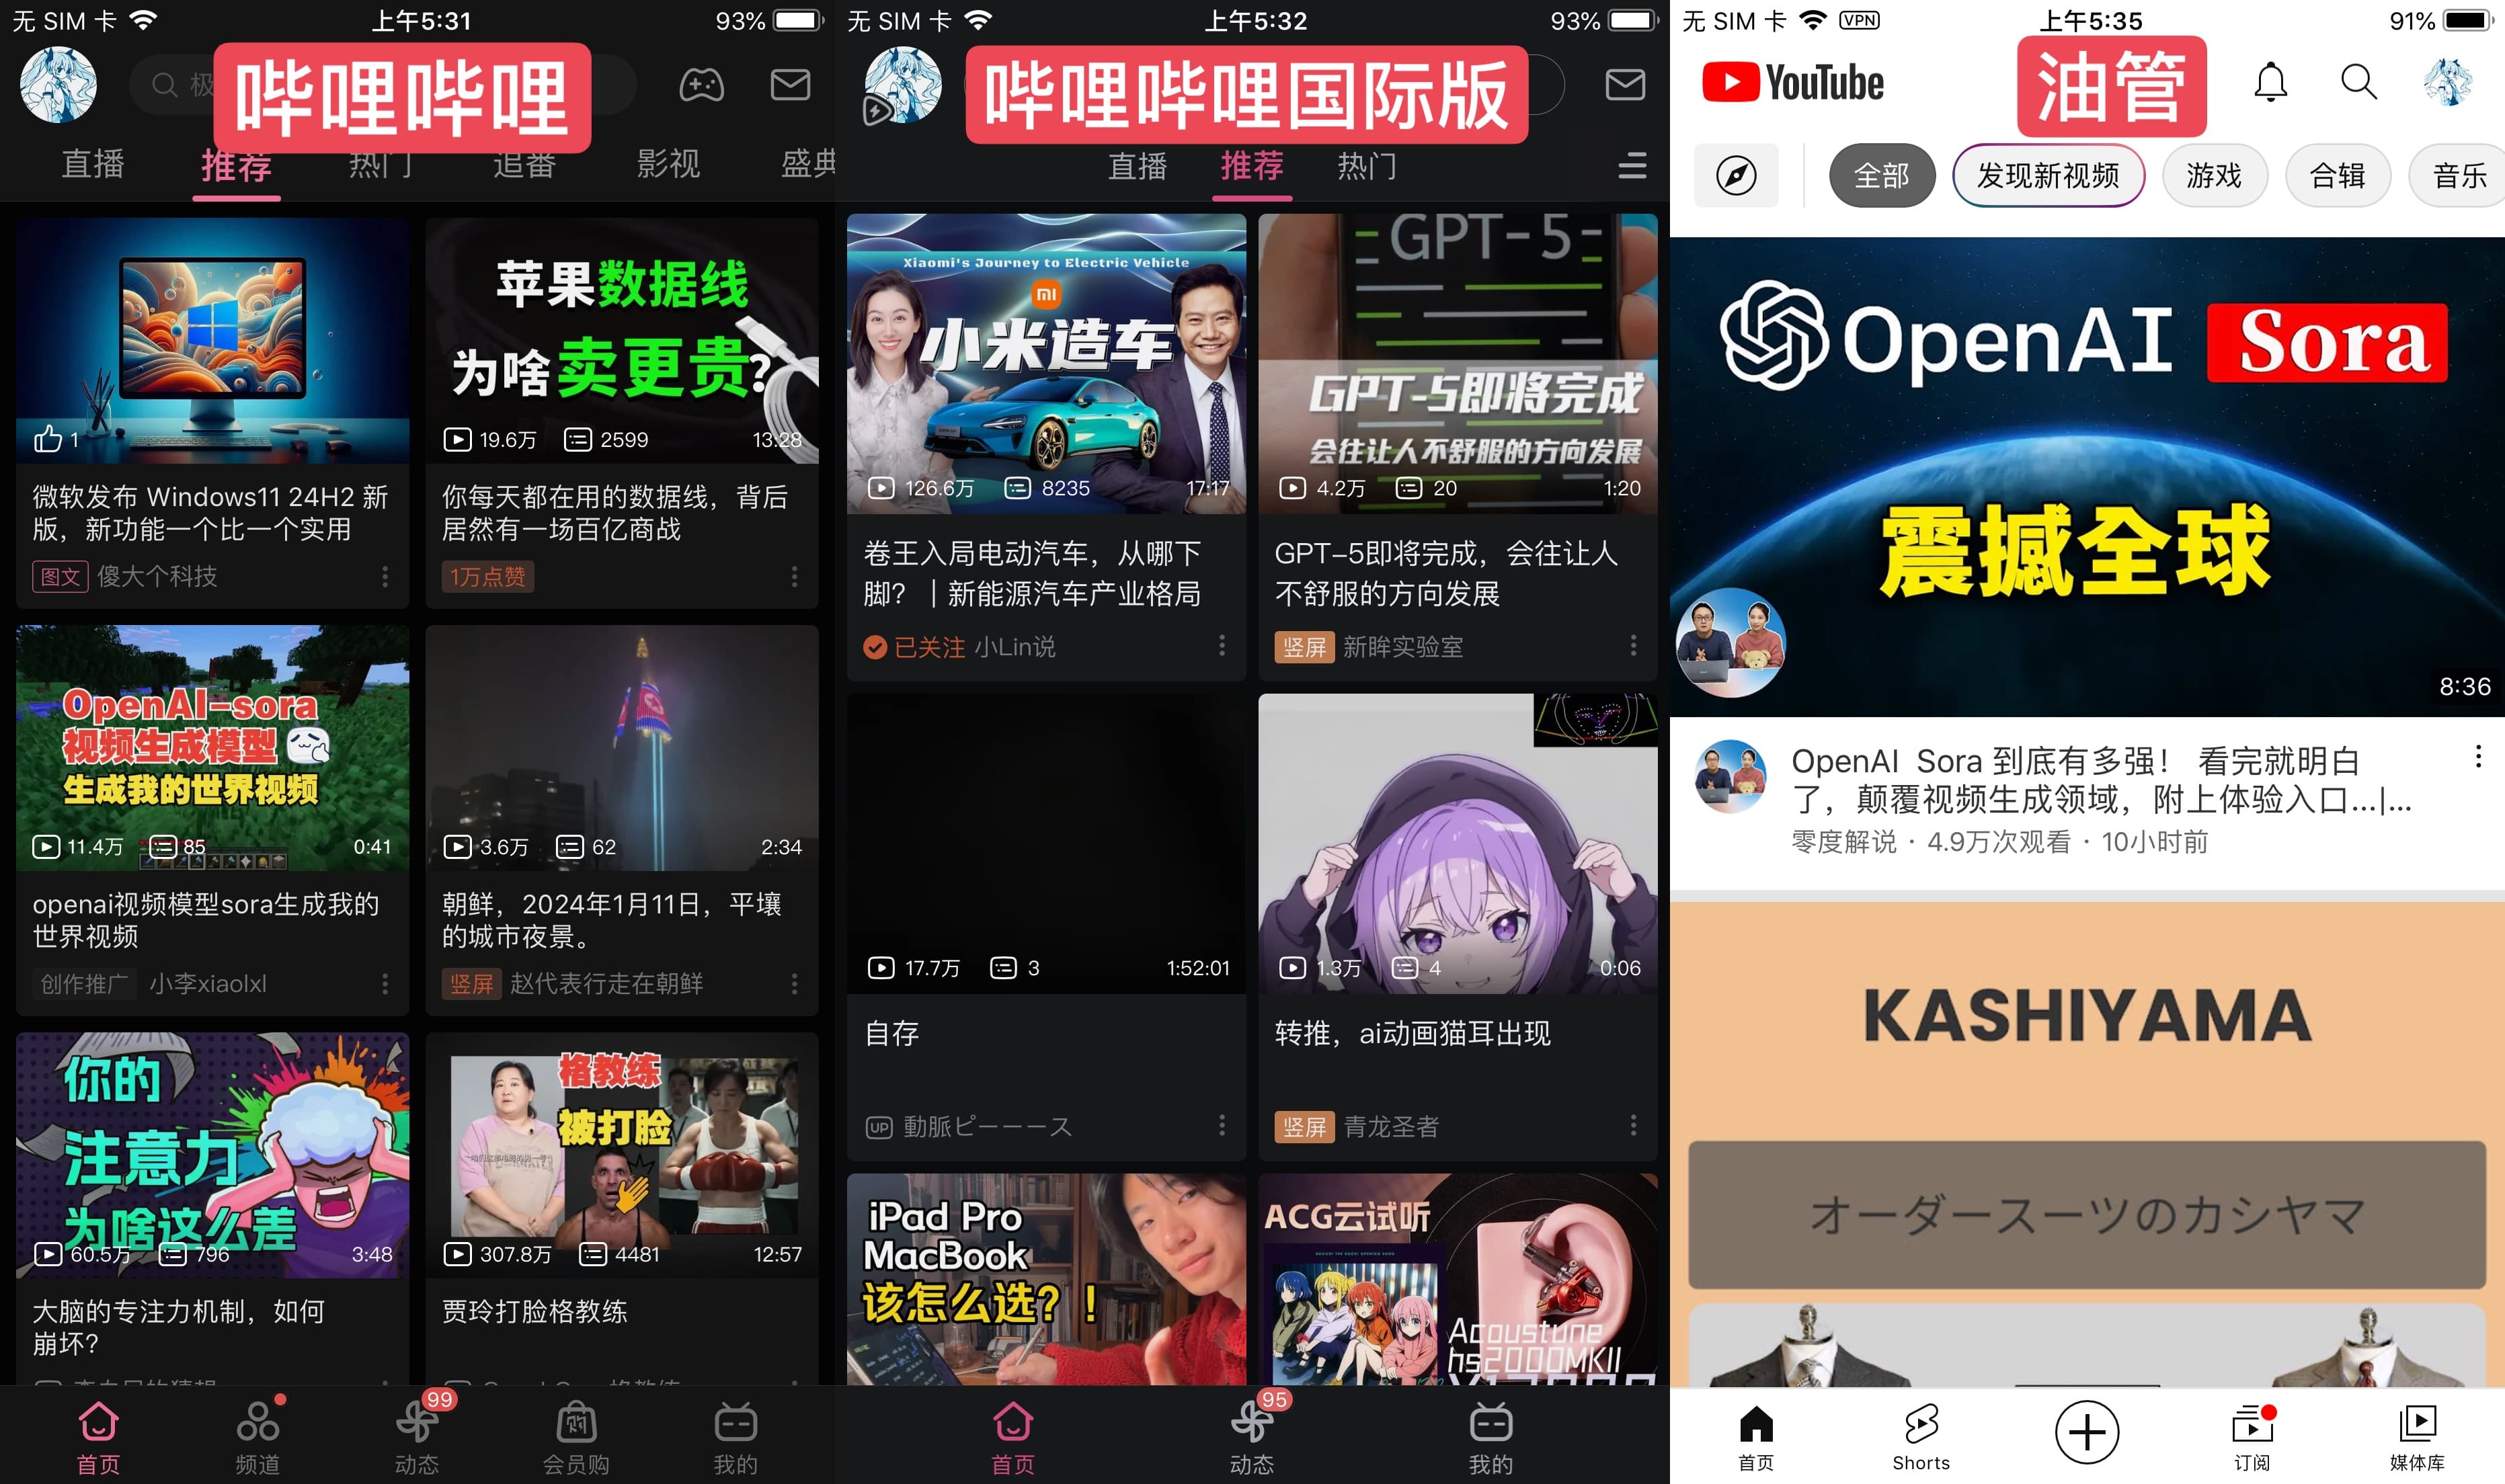 无 SIM 卡
上午5:31
93%
极
哔哩哔哩
直播
推荐
热门
追番
影视
盛典
1
微软发布 Windows11 24H2 新
版，新功能一个比一个实用
图文 傻大个科技
苹果数据线
为啥卖更贵?
19.6万 2599 13:28
你每天都在用的数据线，背后
居然有一场百亿商战
1万点赞
OpenAI-sora
视频生成模型
生成我的世界视频
11.4万 85 0:41
openai视频模型sora生成我的
世界视频
创作推广 小李xiaolxl
3.6万 62 2:34
朝鲜，2024年1月11日，平壤
的城市夜景。
竖屏 赵代表行走在朝鲜
你的
注意力
为啥这么差
60.5万 796 3:48
大脑的专注力机制，如何
崩坏?
格教练
被打脸
307.8万 4481 12:57
贾玲打脸格教练
首页
频道
99
动态
会员购
我的
无 SIM 卡
上午5:32
93%
哔哩哔哩国际版
直播
推荐
热门
Xiaomi's Journey to Electric Vehicle
小米造车
126.6万 8235 17:17
卷王入局电动汽车，从哪下
脚？｜新能源汽车产业格局
已关注 小Lin说
GPT-5
GPT-5即将完成
会往让人不舒服的方向发展
4.2万 20 1:20
GPT-5即将完成，会往让人
不舒服的方向发展
竖屏 新眸实验室
17.7万 3 1:52:01
自存
UP 動脈ピーーース
1.3万 4 0:06
转推，ai动画猫耳出现
竖屏 青龙圣者
iPad Pro
MacBook
该怎么选?！
ACG云试听
Acoustune
hs2000MKII
首页
95
动态
我的
无 SIM 卡
VPN
上午5:35
91%
YouTube
油管
全部
发现新视频
游戏
合辑
音乐
OpenAI Sora
震撼全球
8:36
OpenAI Sora 到底有多强！ 看完就明白
了，颠覆视频生成领域，附上体验入口...|...
零度解说 · 4.9万次观看 · 10小时前
KASHIYAMA
オーダースーツのカシヤマ
首页
Shorts
订阅
媒体库